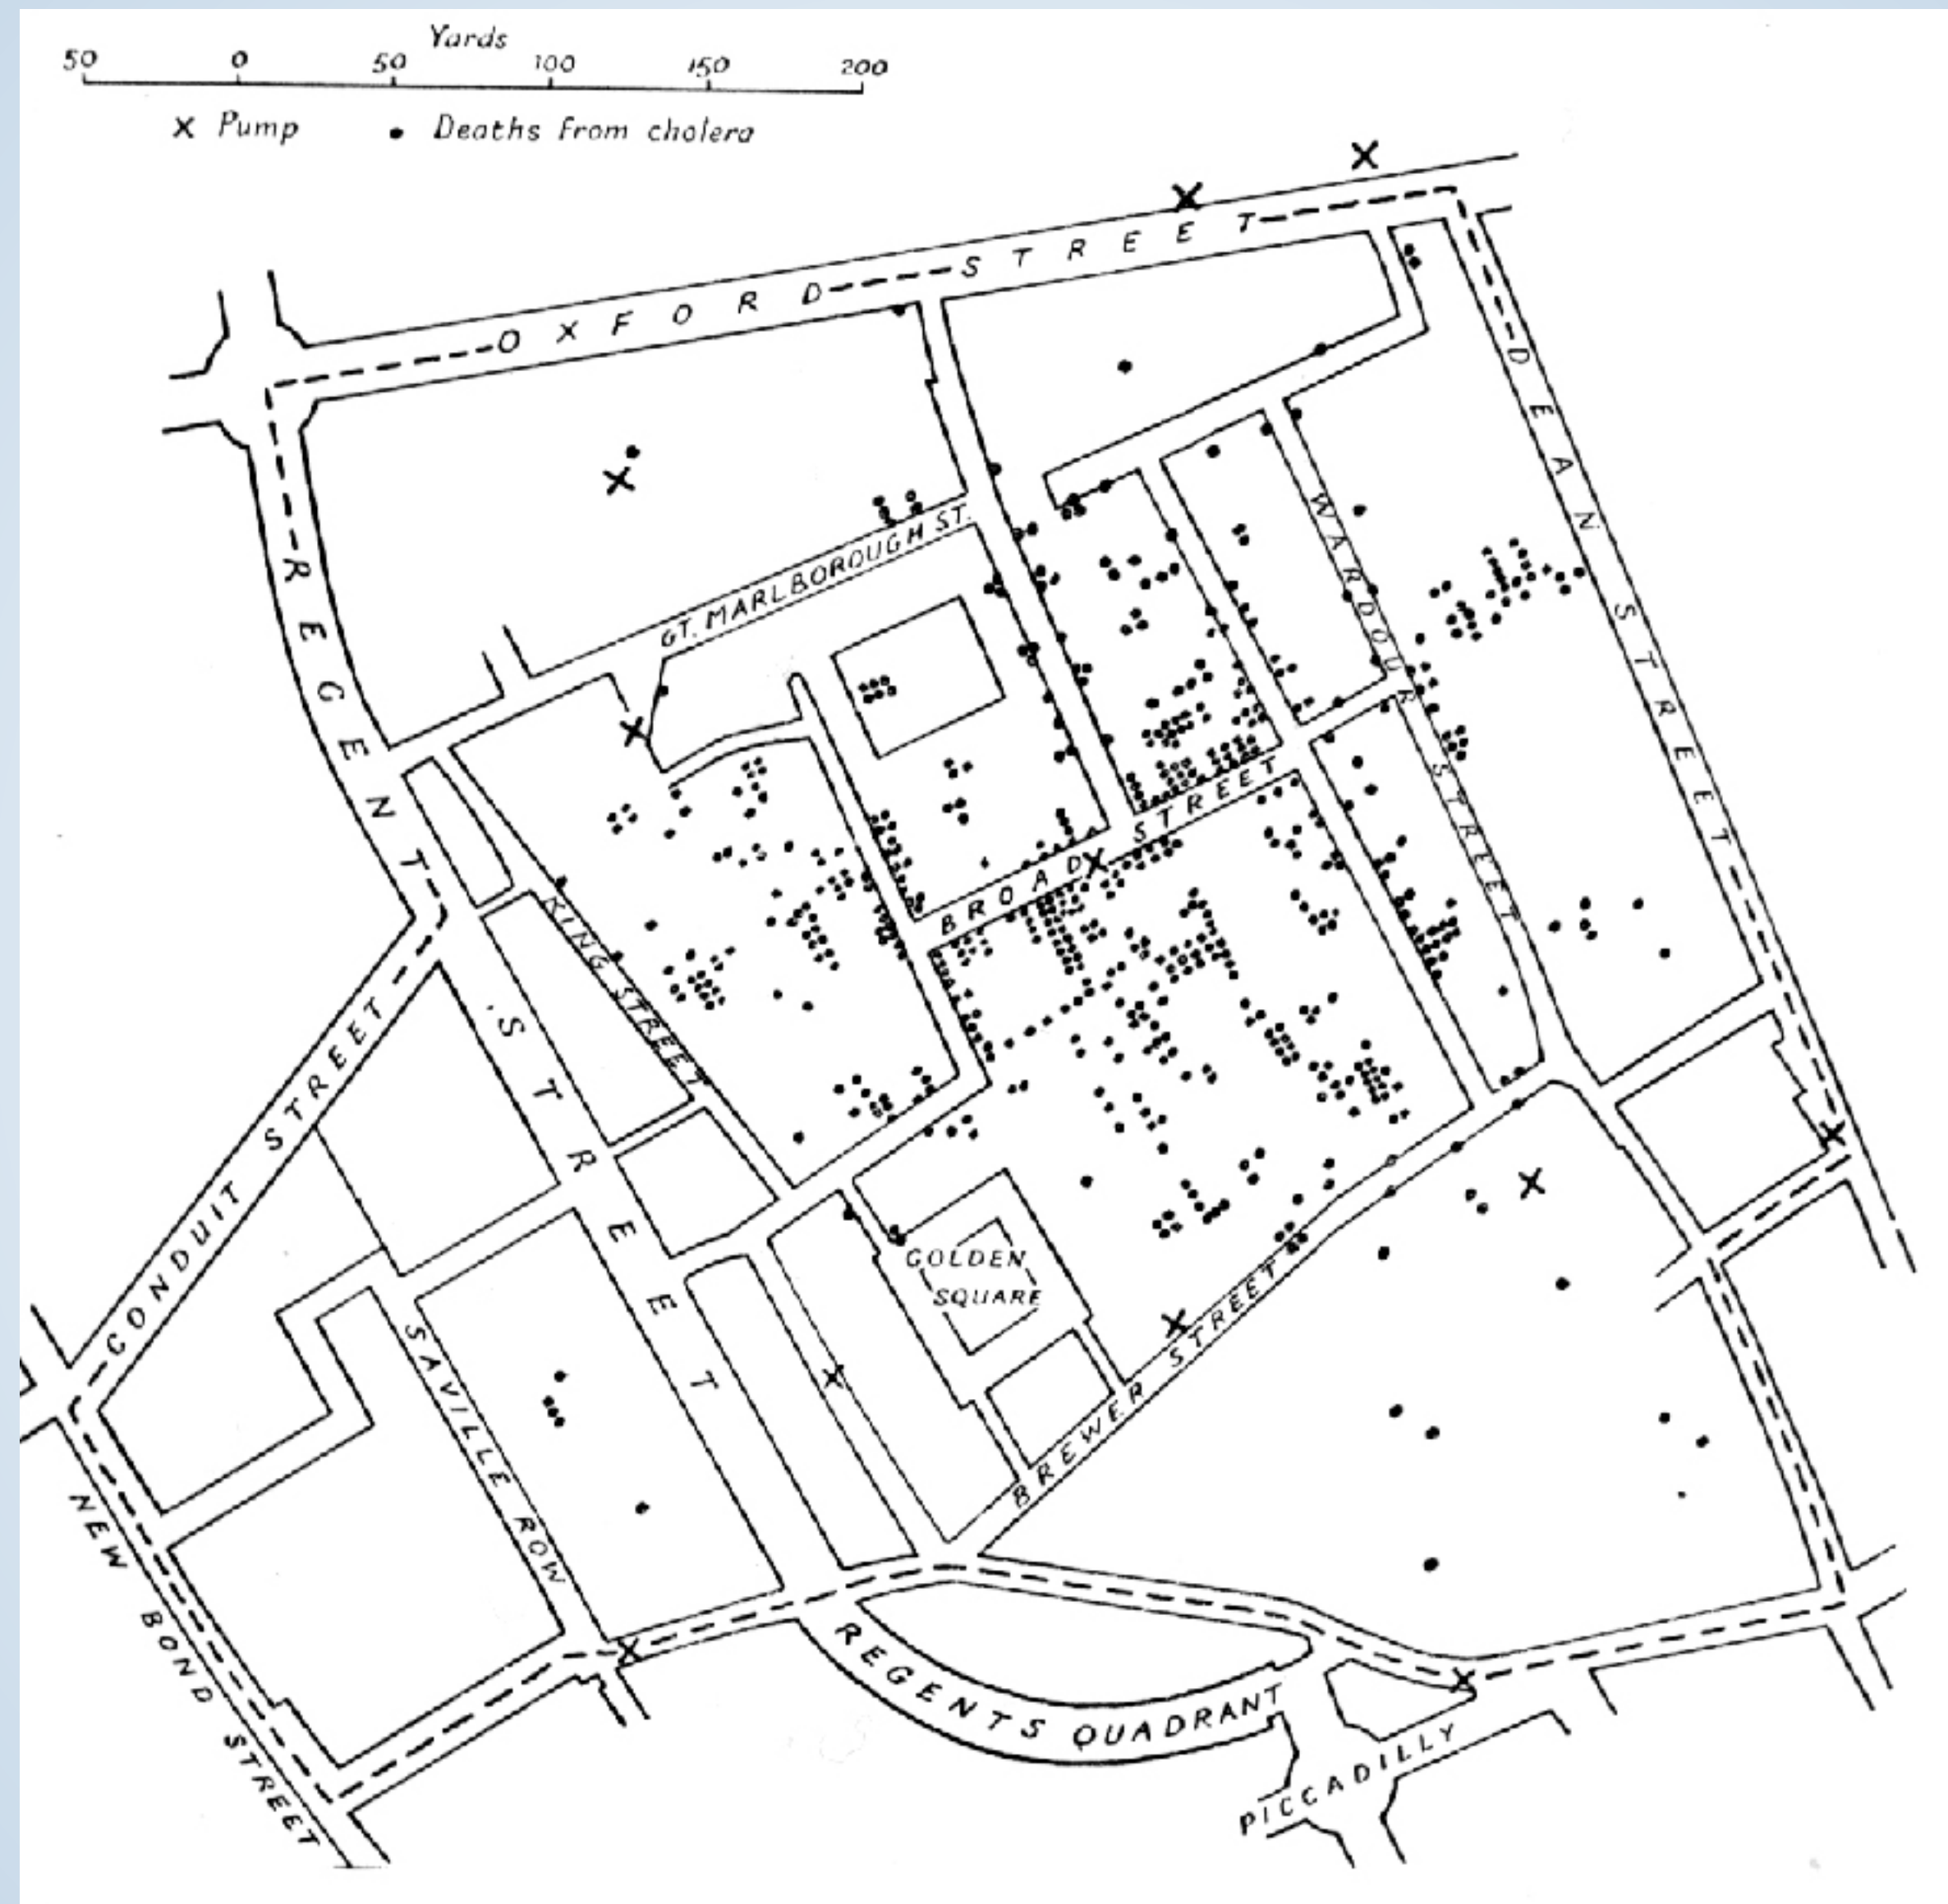 Yards
50 0 50 100 150 200
X Pump • Deaths from cholera
OXFORD STREET
DEAN STREET
REGENT'S STREET
GT. MARLBOROUGH ST.
WARDOUR STREET
BROAD STREET
KING STREET
CONDUIT STREET
GOLDEN
SQUARE
BREWER STREET
SAVILLE ROW
NEW BOND STREET
REGENTS QUADRANT
PICCADILLY